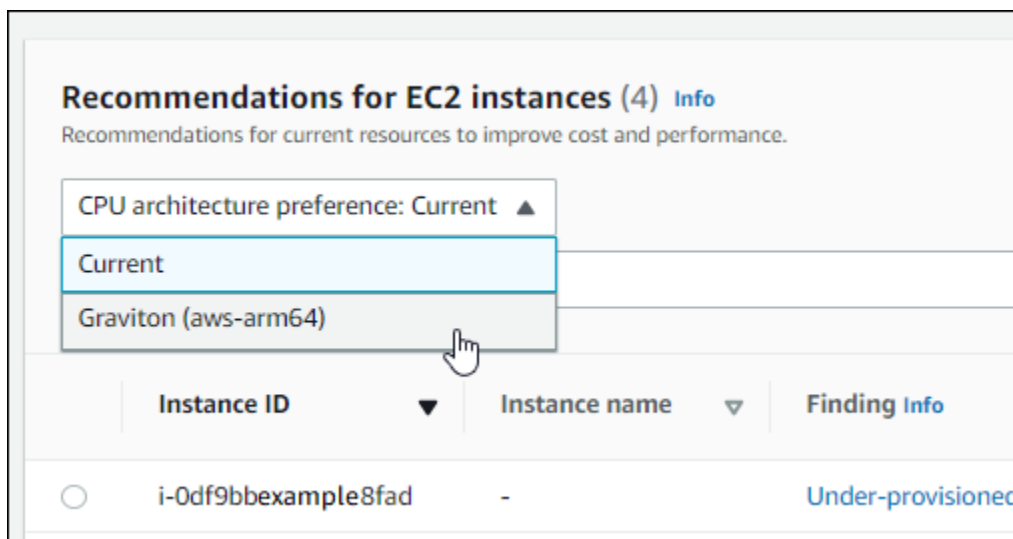 Recommendations for EC2 instances (4) Info
Recommendations for current resources to improve cost and performance.
CPU architecture preference: Current
Current
Graviton (aws-arm64)
Instance ID Instance name Finding Info
i-0df9bbexample8fad - Under-provisioned